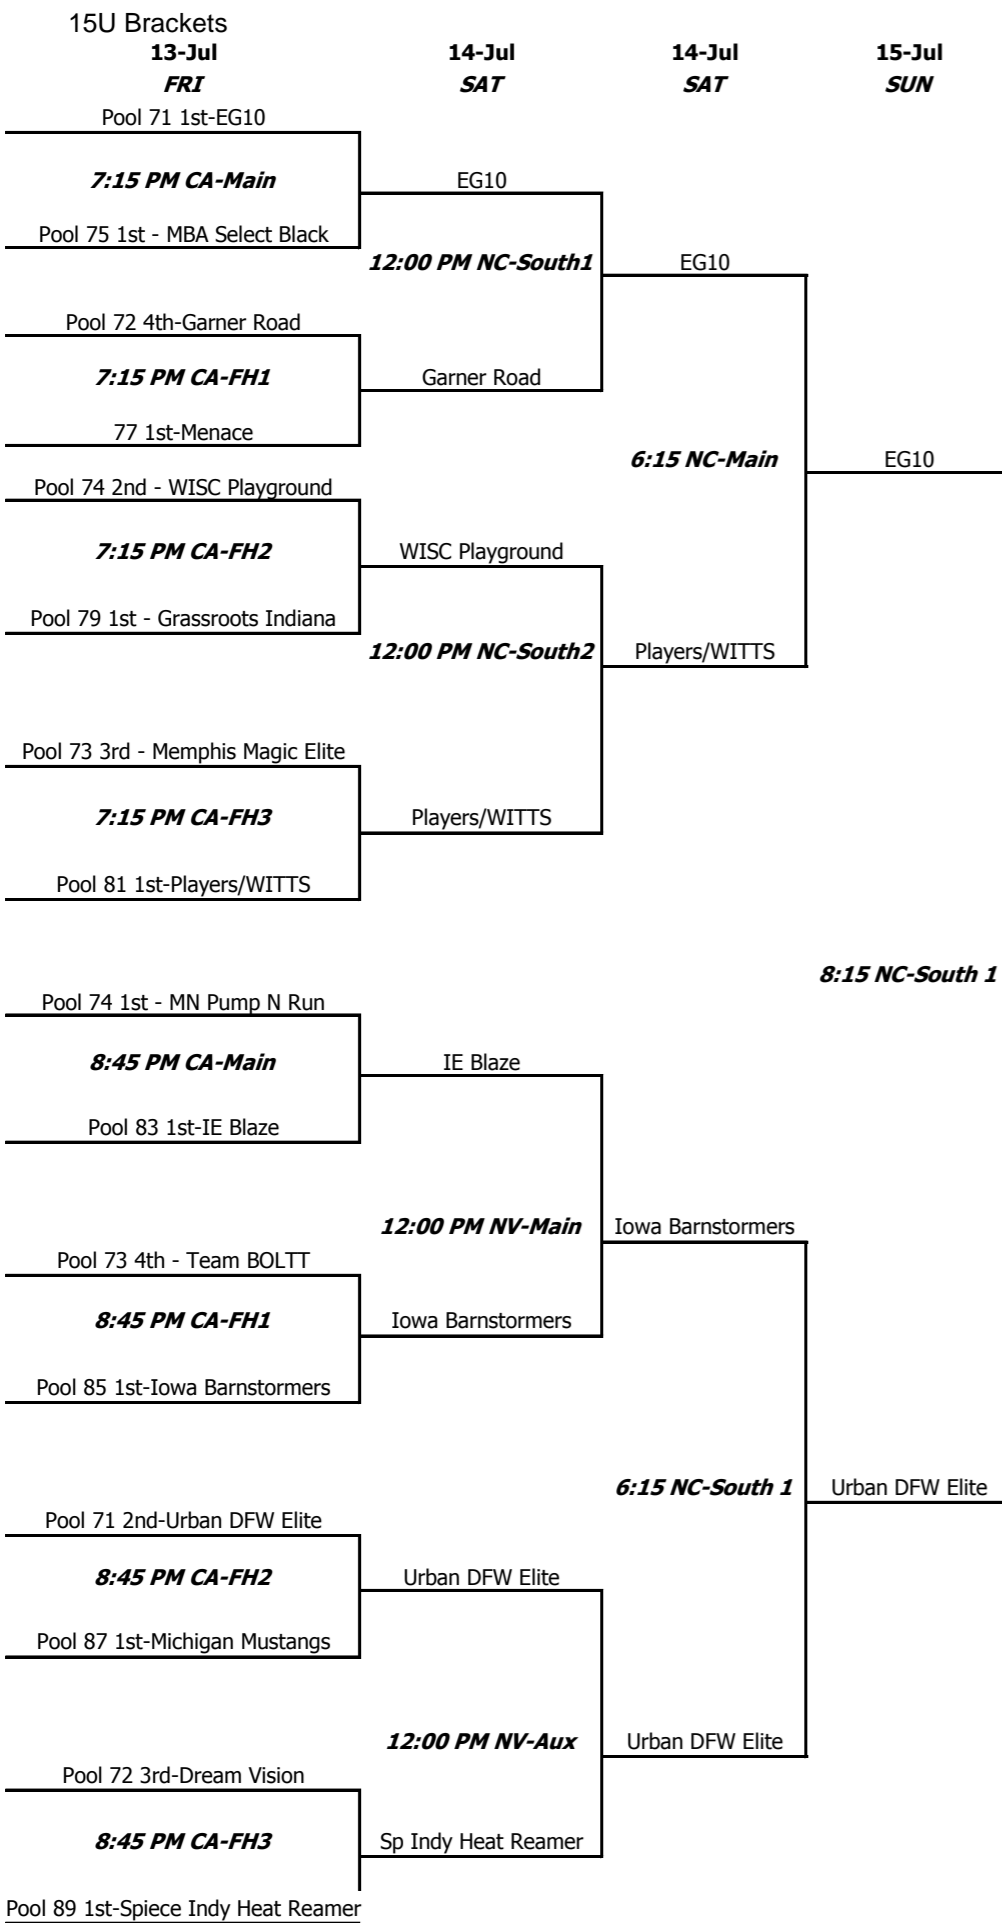 15U Brackets
13-Jul 14-Jul 14-Jul 15-Jul
FRI SAT SAT SUN
Pool 71 1st-EG10
7:15 PM CA-Main EG10
Pool 75 1st - MBA Select Black
12:00 PM NC-South1 EG10
Pool 72 4th-Garner Road
7:15 PM CA-FH1 Garner Road
77 1st-Menace
6:15 NC-Main EG10
Pool 74 2nd - WISC Playground
7:15 PM CA-FH2 WISC Playground
Pool 79 1st - Grassroots Indiana
12:00 PM NC-South2 Players/WITTS
Pool 73 3rd - Memphis Magic Elite
7:15 PM CA-FH3 Players/WITTS
Pool 81 1st-Players/WITTS
8:15 NC-South 1
Pool 74 1st - MN Pump N Run
8:45 PM CA-Main IE Blaze
Pool 83 1st-IE Blaze
12:00 PM NV-Main Iowa Barnstormers
Pool 73 4th - Team BOLTT
8:45 PM CA-FH1 Iowa Barnstormers
Pool 85 1st-Iowa Barnstormers
6:15 NC-South 1 Urban DFW Elite
Pool 71 2nd-Urban DFW Elite
8:45 PM CA-FH2 Urban DFW Elite
Pool 87 1st-Michigan Mustangs
12:00 PM NV-Aux Urban DFW Elite
Pool 72 3rd-Dream Vision
8:45 PM CA-FH3 Sp Indy Heat Reamer
Pool 89 1st-Spiece Indy Heat Reamer